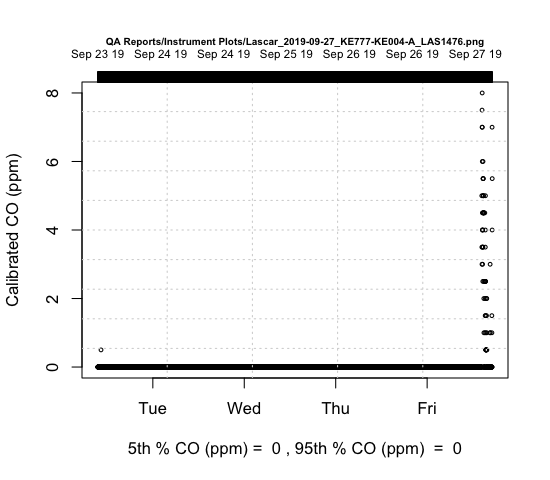 QA Reports/Instrument Plots/Lascar_2019-09-27_KE777-KE004-A_LAS1476.png
Sep 23 19 Sep 24 19 Sep 24 19 Sep 25 19 Sep 26 19 Sep 26 19 Sep 27 19
Calibrated CO (ppm)
8
6
4
2
0
Tue Wed Thu Fri
5th % CO (ppm) = 0 , 95th % CO (ppm) = 0